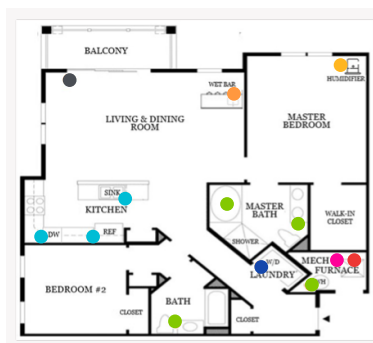 BALCONY
WET BAR
HUMIDIFIER
LIVING & DINING
ROOM
MASTER
BEDROOM
SINK
KITCHEN
MASTER
BATH
WALK-IN
CLOSET
DW
REF
SHOWER
W/D
LAUNDRY
MECH
FURNACE
BEDROOM #2
BATH
CLOSET
CLOSET